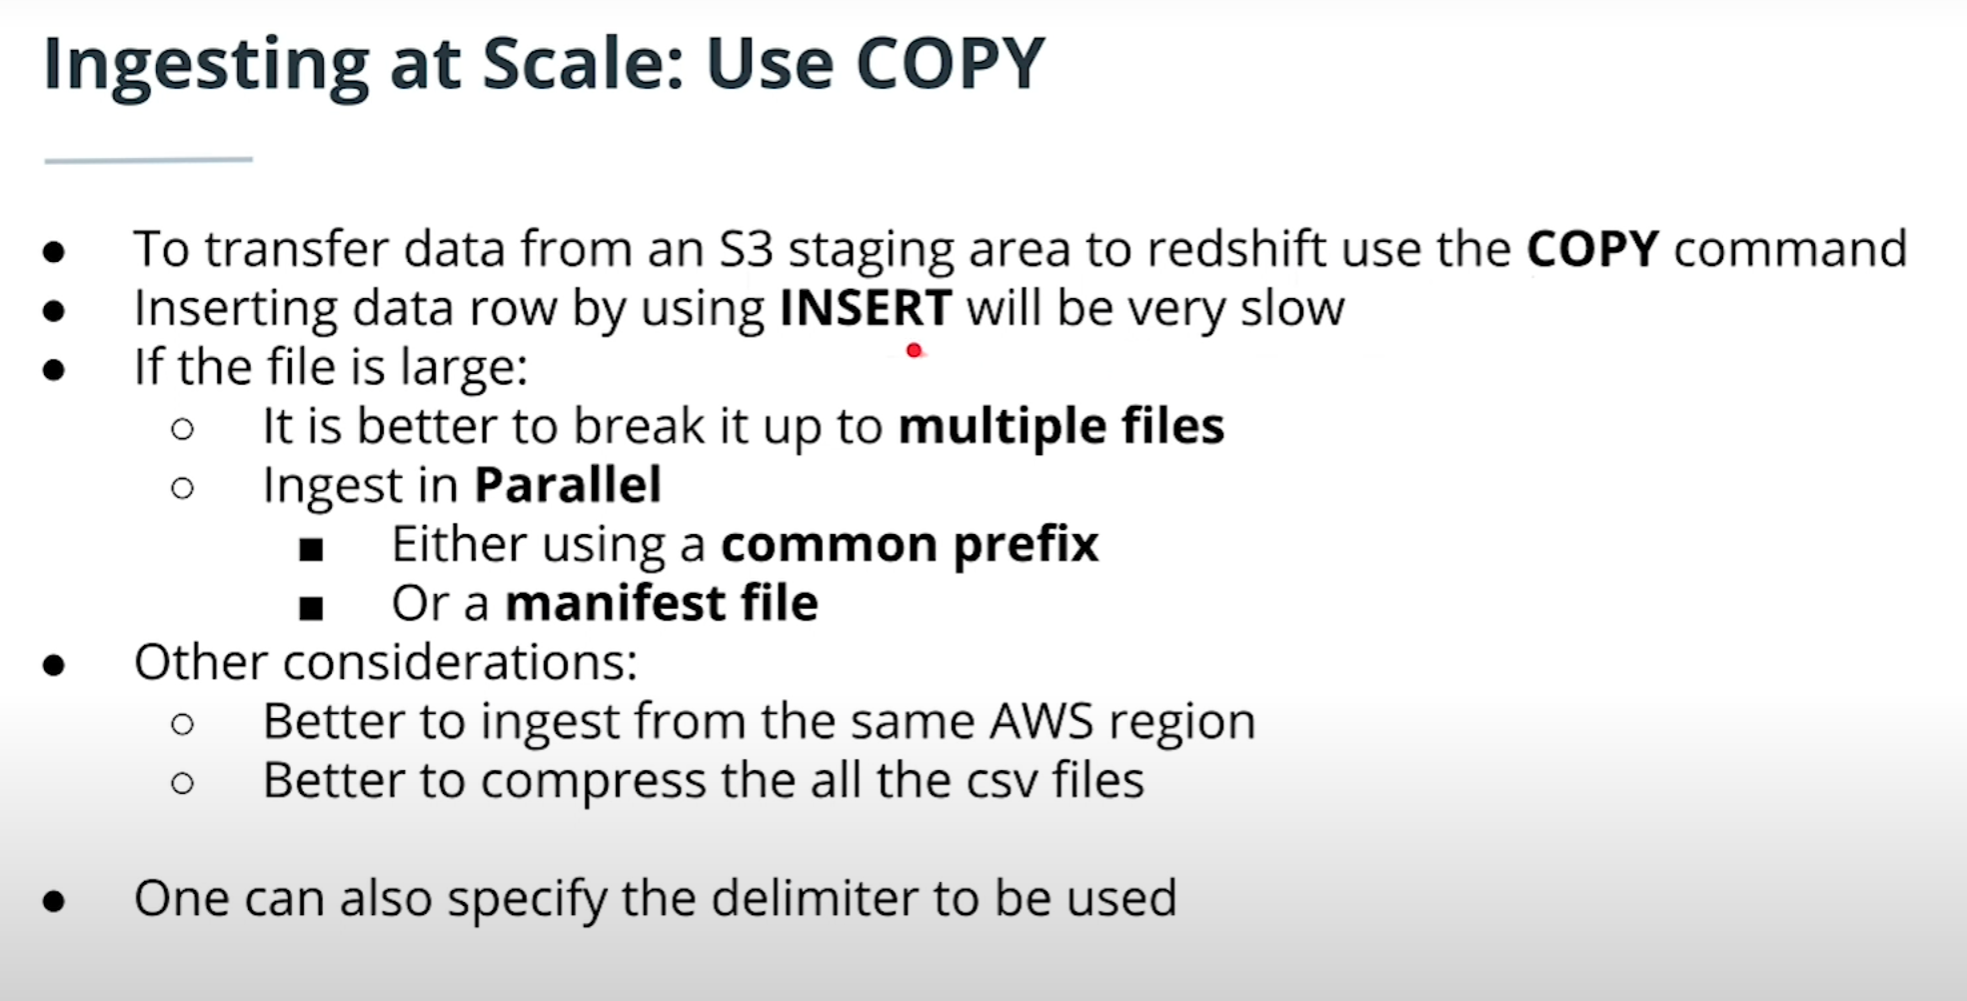 Ingesting at Scale: Use COPY
● To transfer data from an S3 staging area to redshift use the COPY command
● Inserting data row by using INSERT will be very slow
● If the file is large:
○ It is better to break it up to multiple files
○ Ingest in Parallel
■ Either using a common prefix
■ Or a manifest file
● Other considerations:
○ Better to ingest from the same AWS region
○ Better to compress the all the csv files
● One can also specify the delimiter to be used